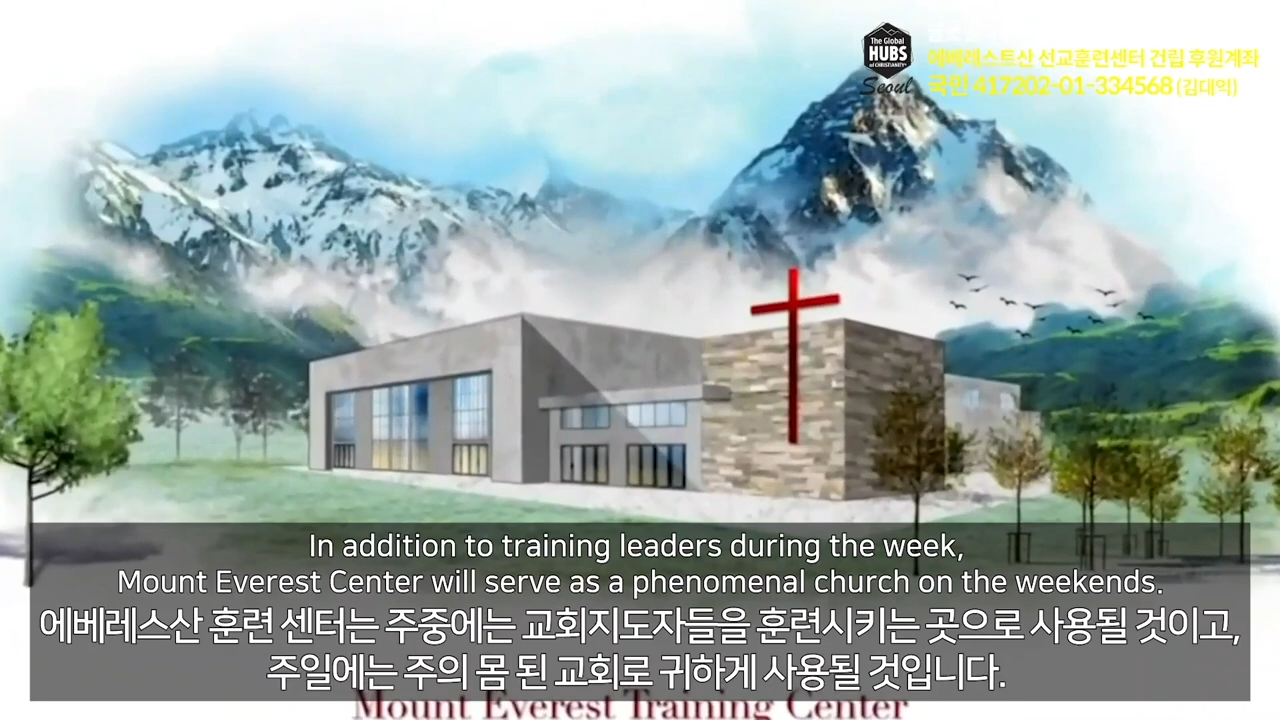 The Global
HUBS
of CHRISTIANITY
Seoul
에베레스트산 선교훈련센터 건립 후원계좌
국민 417202-01-334568 (김대억)
In addition to training leaders during the week,
Mount Everest Center will serve as a phenomenal church on the weekends.
에베레스산 훈련 센터는 주중에는 교회지도자들을 훈련시키는 곳으로 사용될 것이고,
주일에는 주의 몸 된 교회로 귀하게 사용될 것입니다.
Mount Everest Training Center